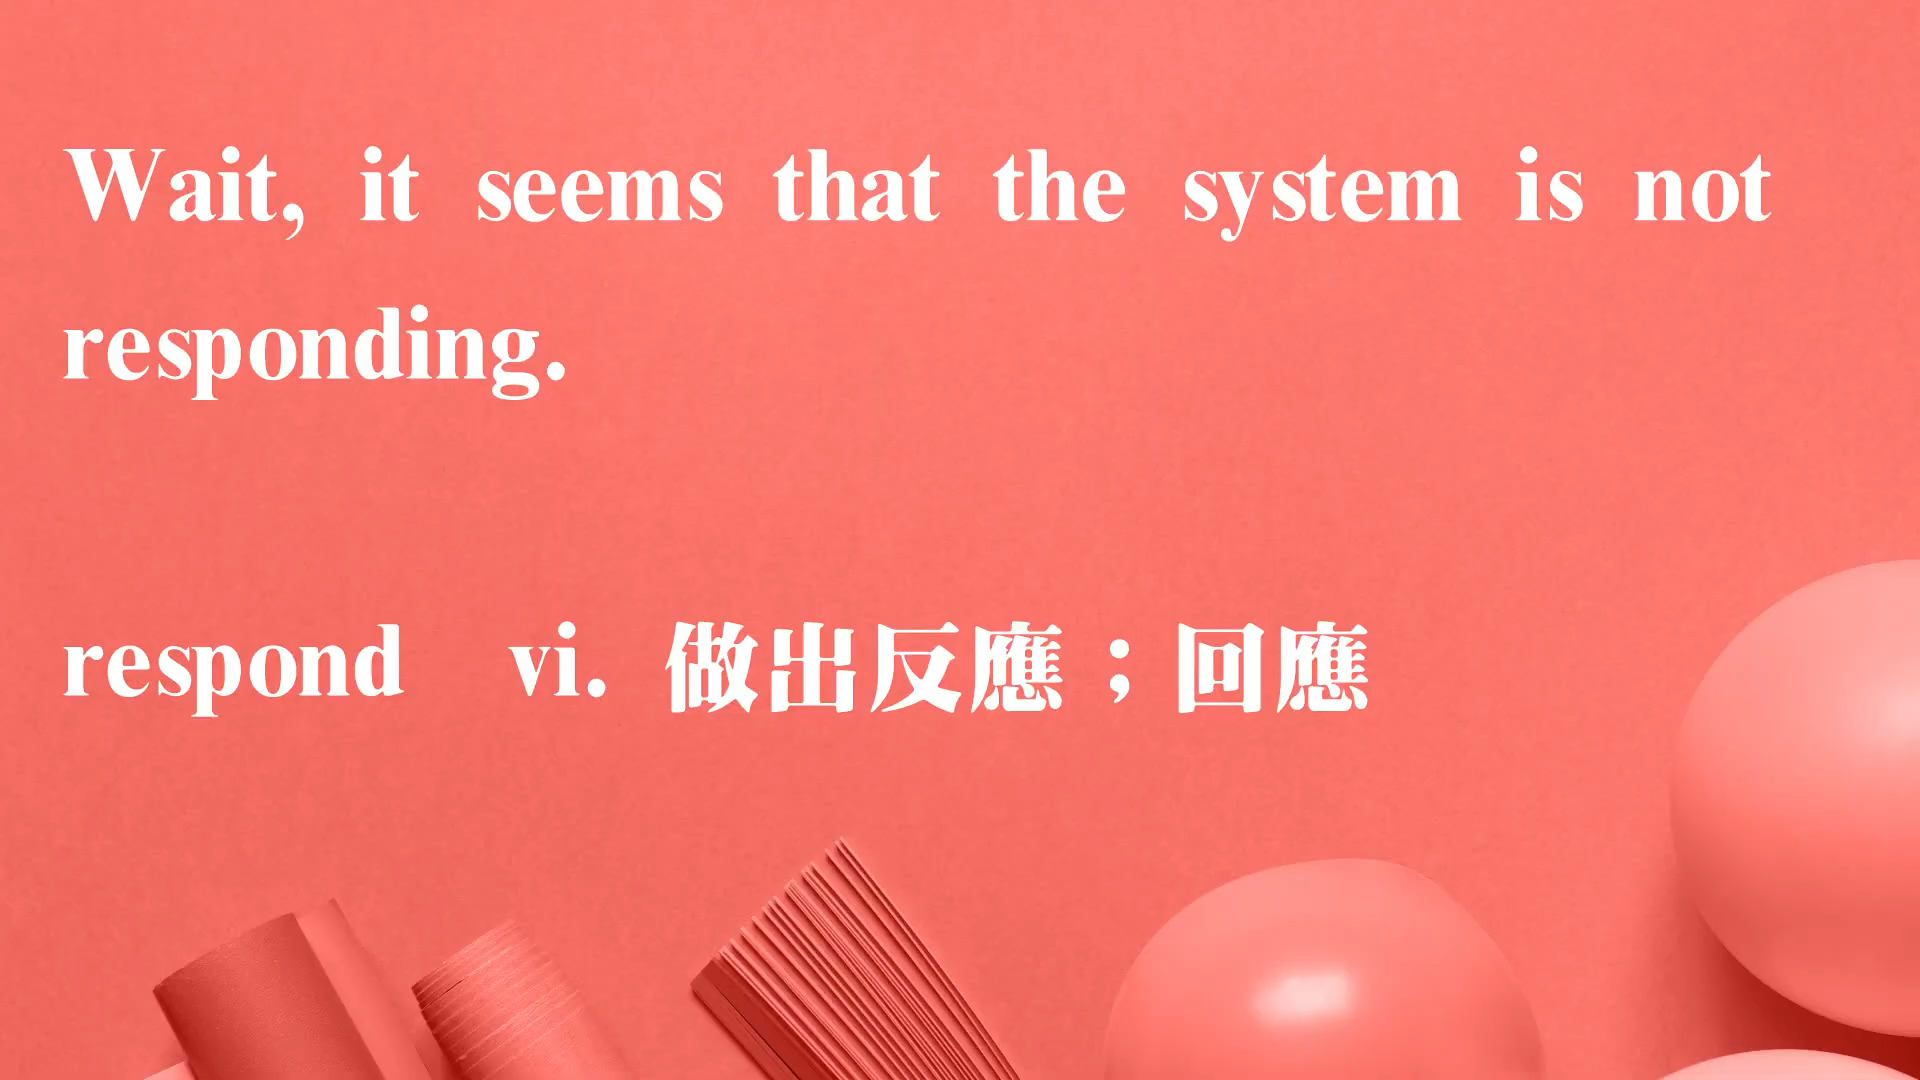 Wait, it seems that the system is not
responding.
respond vi. 做出反應；回應